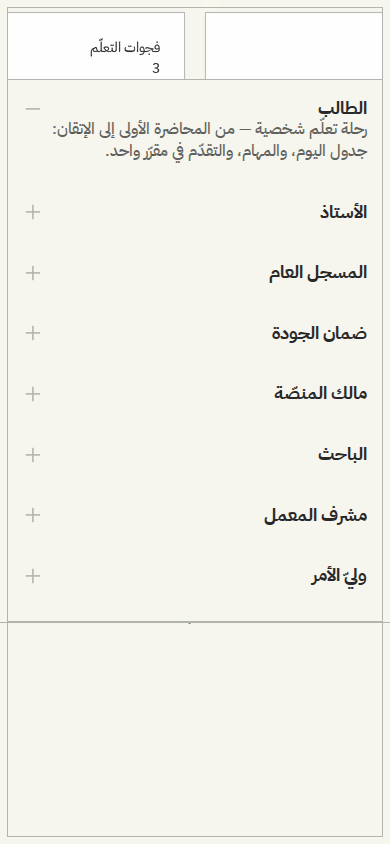 فجوات التعلّم
3
الطالب
رحلة تعلّم شخصية — من المحاضرة الأولى إلى الإتقان:
جدول اليوم، والمهام، والتقدّم في مقرّر واحد.
الأستاذ
المسجل العام
ضمان الجودة
مالك المنصّة
الباحث
مشرف المعمل
وليّ الأمر